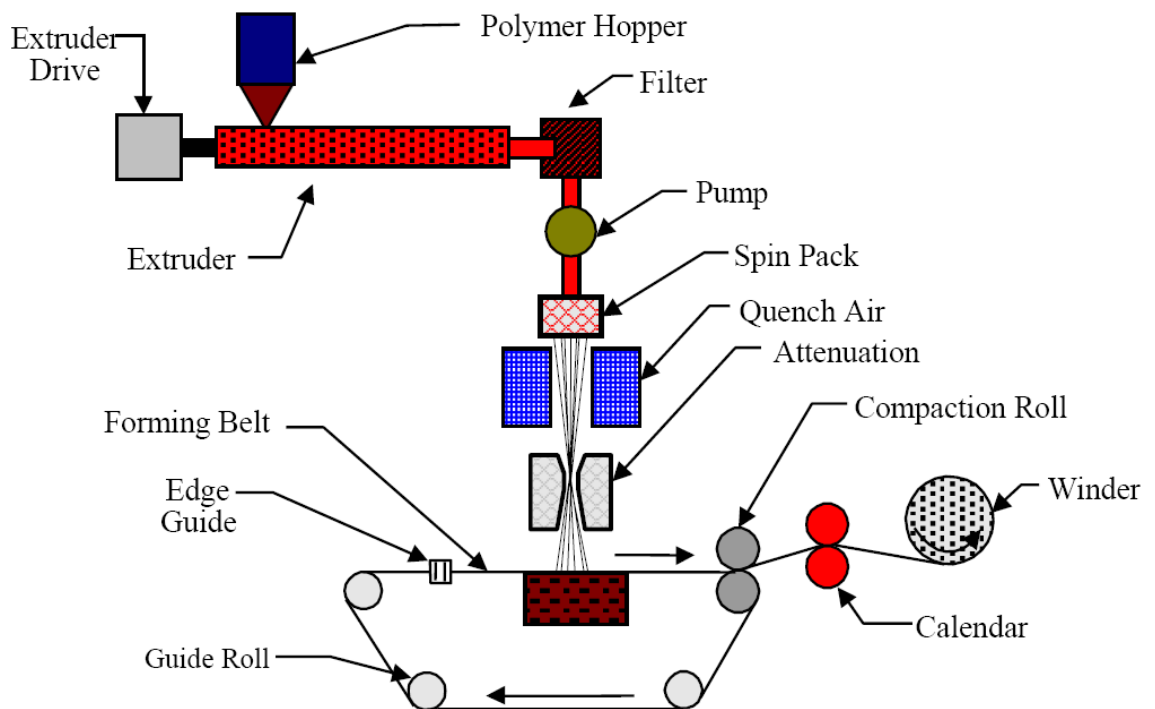 Extruder
Drive
Polymer Hopper
Filter
Pump
Extruder
Spin Pack
Quench Air
Attenuation
Forming Belt
Compaction Roll
Edge
Guide
Winder
Guide Roll
Calendar